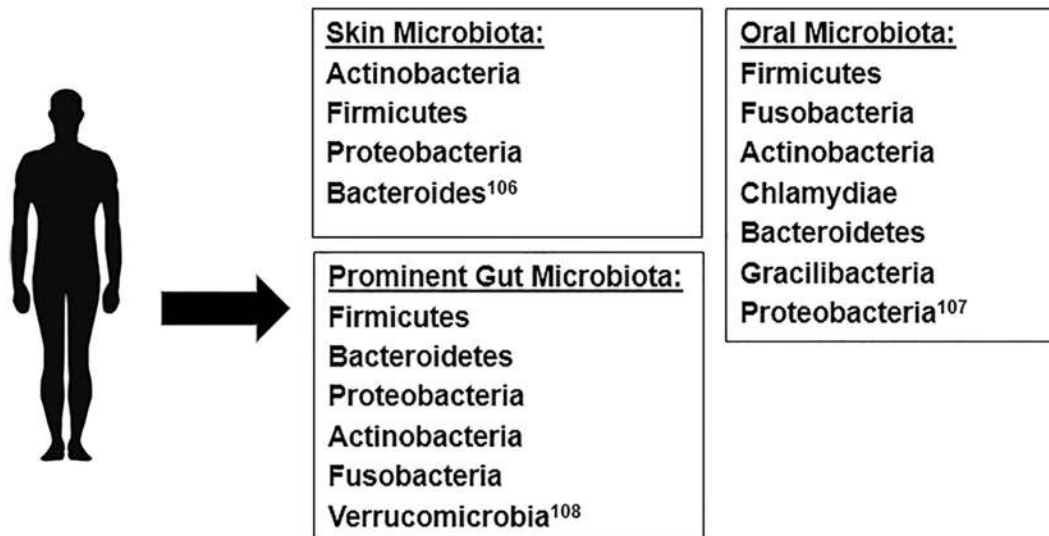 Skin Microbiota:
Actinobacteria
Firmicutes
Proteobacteria
Bacteroides¹⁰⁶
Prominent Gut Microbiota:
Firmicutes
Bacteroidetes
Proteobacteria
Actinobacteria
Fusobacteria
Verrucomicrobia¹⁰⁸
Oral Microbiota:
Firmicutes
Fusobacteria
Actinobacteria
Chlamydiae
Bacteroidetes
Gracilibacteria
Proteobacteria¹⁰⁷